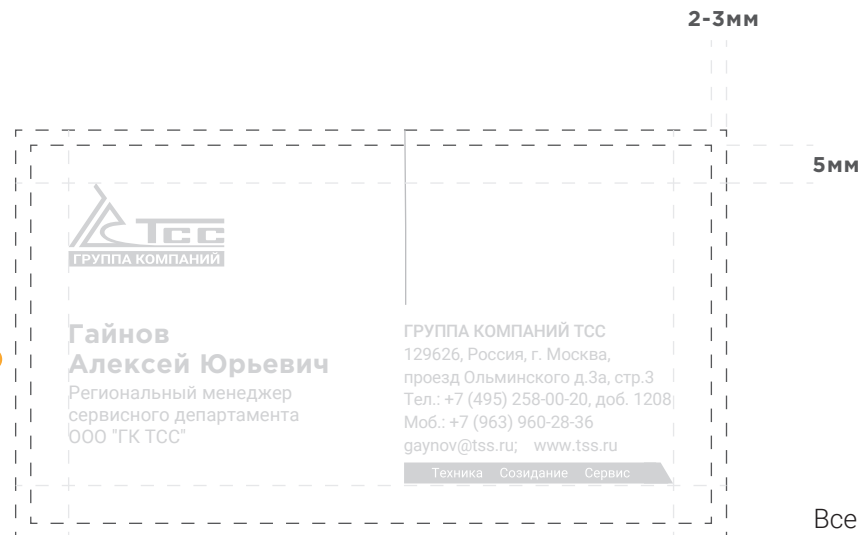 2-3мм
5мм
ТСС
ГРУППА КОМПАНИЙ
Гайнов
Алексей Юрьевич
Региональный менеджер
сервисного департамента
ООО "ГК ТСС"
ГРУППА КОМПАНИЙ ТСС
129626, Россия, г. Москва,
проезд Ольминского д.3а, стр.3
Тел.: +7 (495) 258-00-20, доб. 1208
Моб.: +7 (963) 960-28-36
gaynov@tss.ru; www.tss.ru
Техника Созидание Сервис
Все